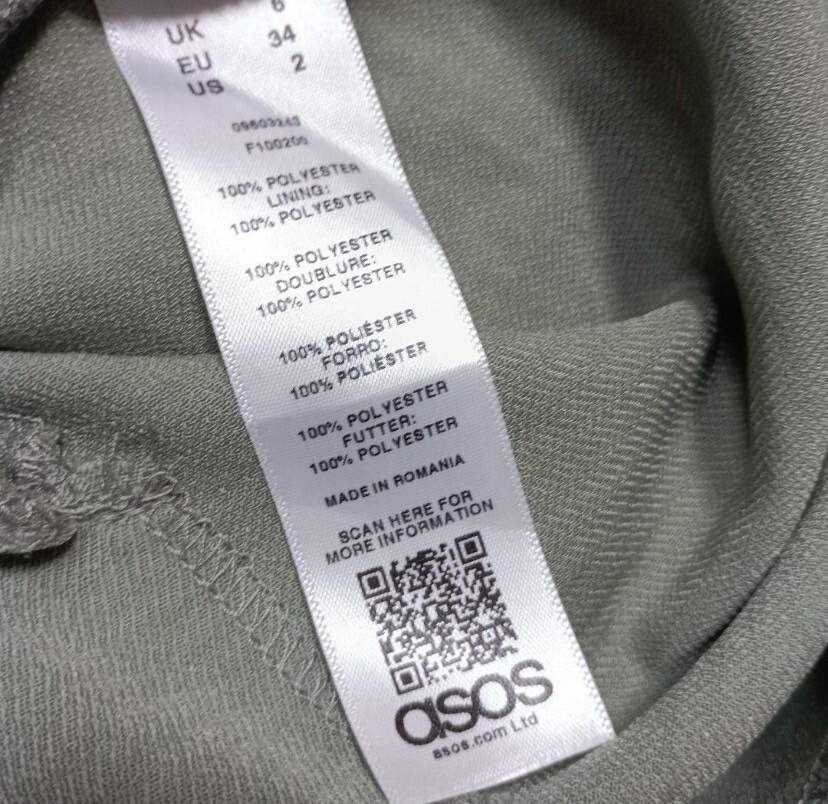 UK 6
EU 34
US 2
09603243
F100200
100% POLYESTER
LINING:
100% POLYESTER
100% POLYESTER
DOUBLURE:
100% POLYESTER
100% POLIÉSTER
FORRO:
100% POLIÉSTER
100% POLYESTER
FUTTER:
100% POLYESTER
MADE IN ROMANIA
SCAN HERE FOR
MORE INFORMATION
asos
asos.com Ltd